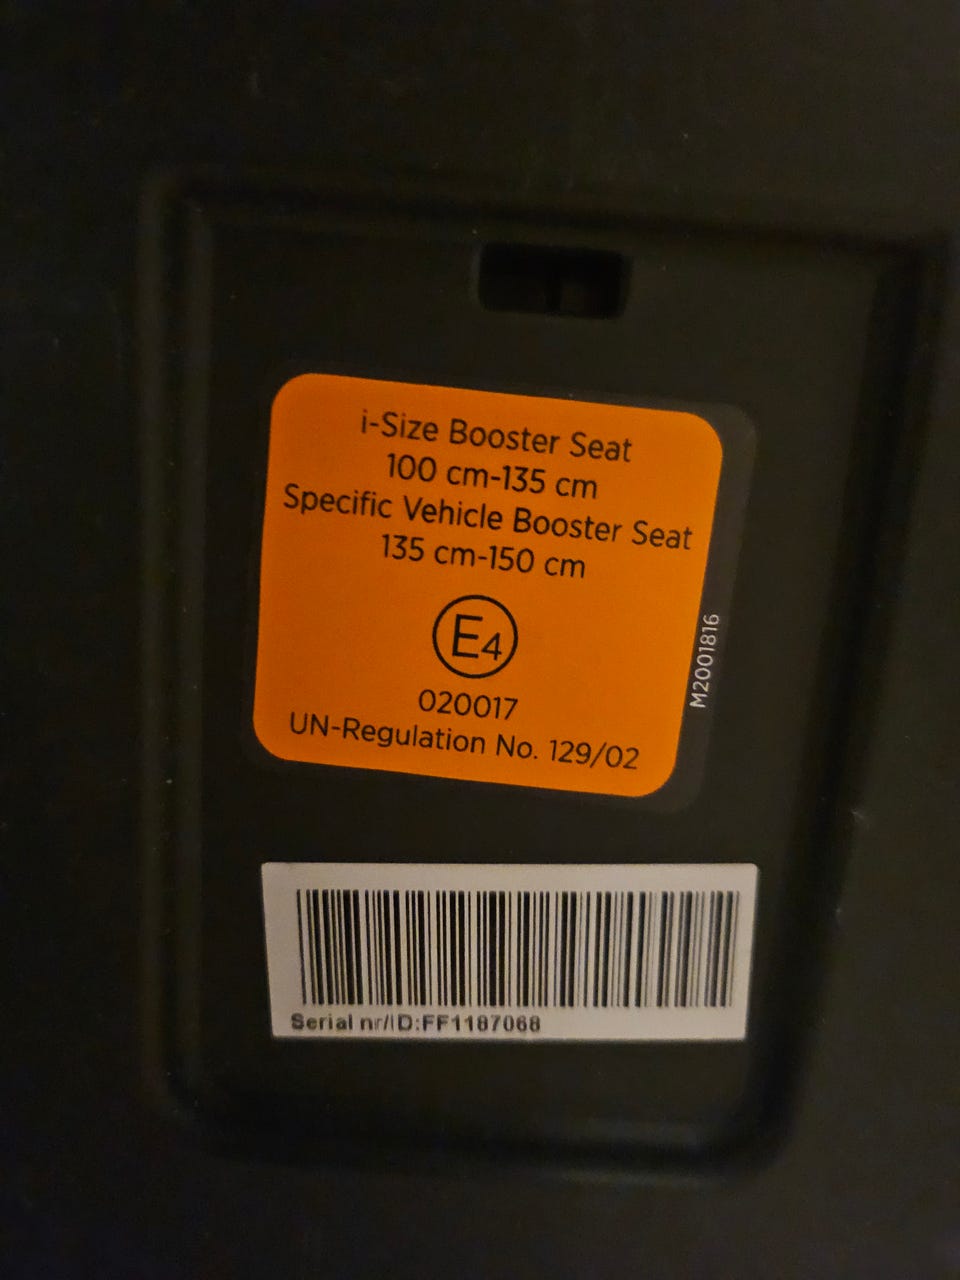 i-Size Booster Seat
100 cm-135 cm
Specific Vehicle Booster Seat
135 cm-150 cm
E4
020017
UN-Regulation No. 129/02
M2001816
Serial nr/ID:FF1187068